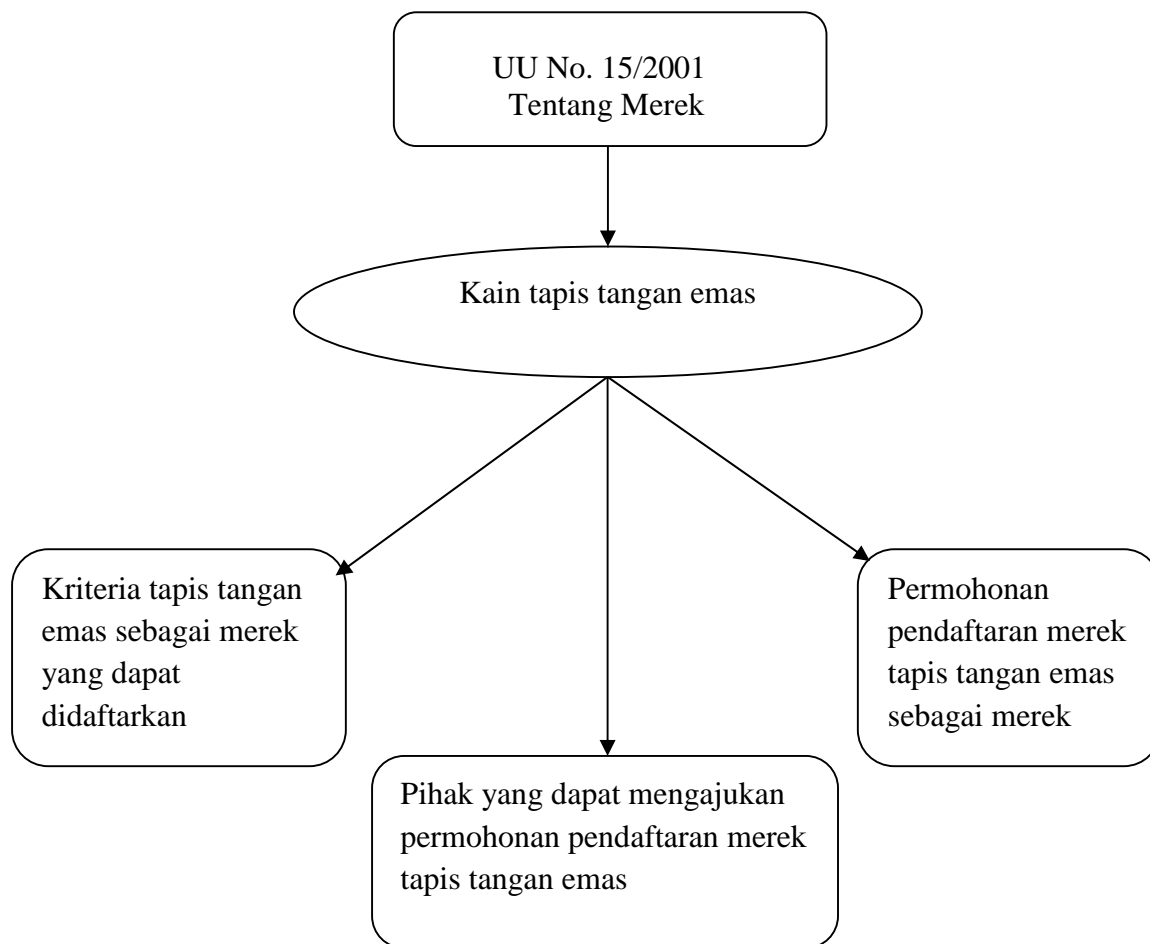 UU No. 15/2001
Tentang Merek
Kain tapis tangan emas
Kriteria tapis tangan
emas sebagai merek
yang dapat
didaftarkan
Pihak yang dapat mengajukan
permohonan pendaftaran merek
tapis tangan emas
Permohonan
pendaftaran merek
tapis tangan emas
sebagai merek